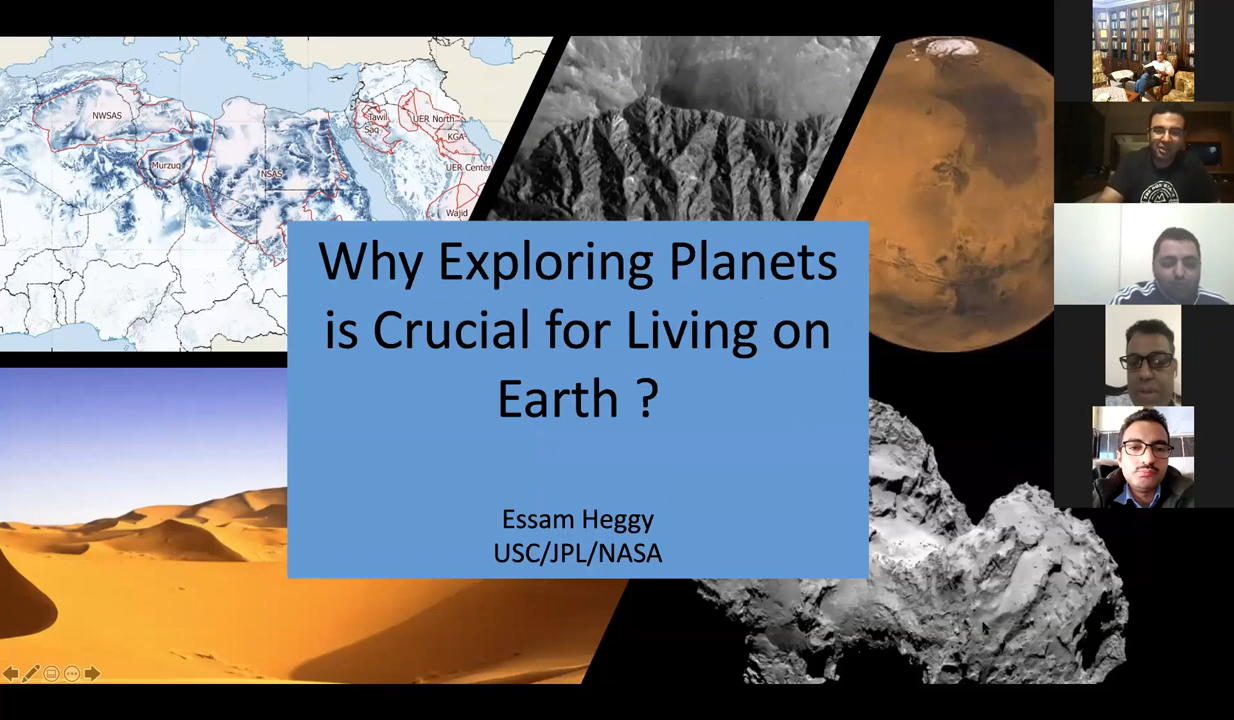 NWSAS
Murzuq
NSAS
Tawil
Saq
UER North
KGA
UER Center
Wajid
Why Exploring Planets
is Crucial for Living on
Earth ?
Essam Heggy
USC/JPL/NASA